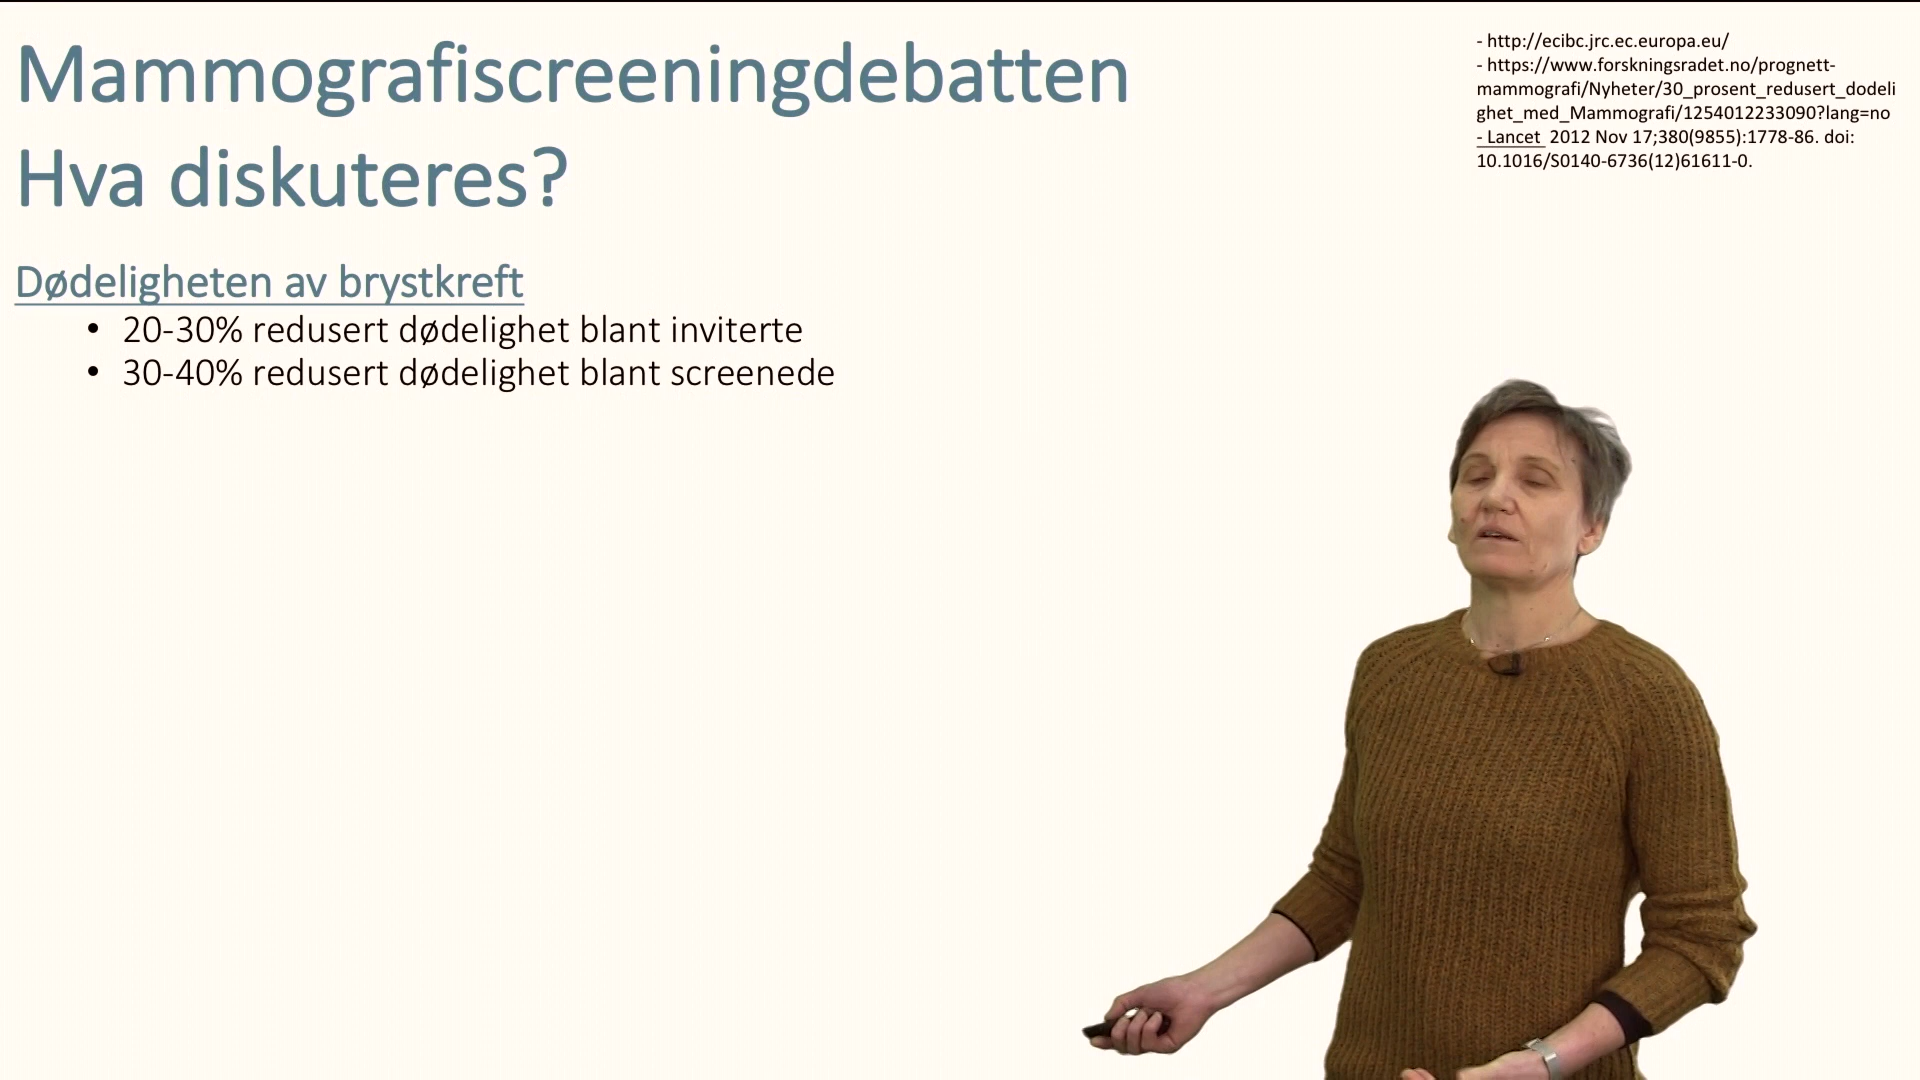 Mammografiscreeningdebatten
Hva diskuteres?
- http://ecibc.jrc.ec.europa.eu/
- https://www.forskningsradet.no/prognett-
mammografi/Nyheter/30_prosent_redusert_dodeli
ghet_med_Mammografi/1254012233090?lang=no
- Lancet 2012 Nov 17;380(9855):1778-86. doi:
10.1016/S0140-6736(12)61611-0.
Dødeligheten av brystkreft
• 20-30% redusert dødelighet blant inviterte
• 30-40% redusert dødelighet blant screenede